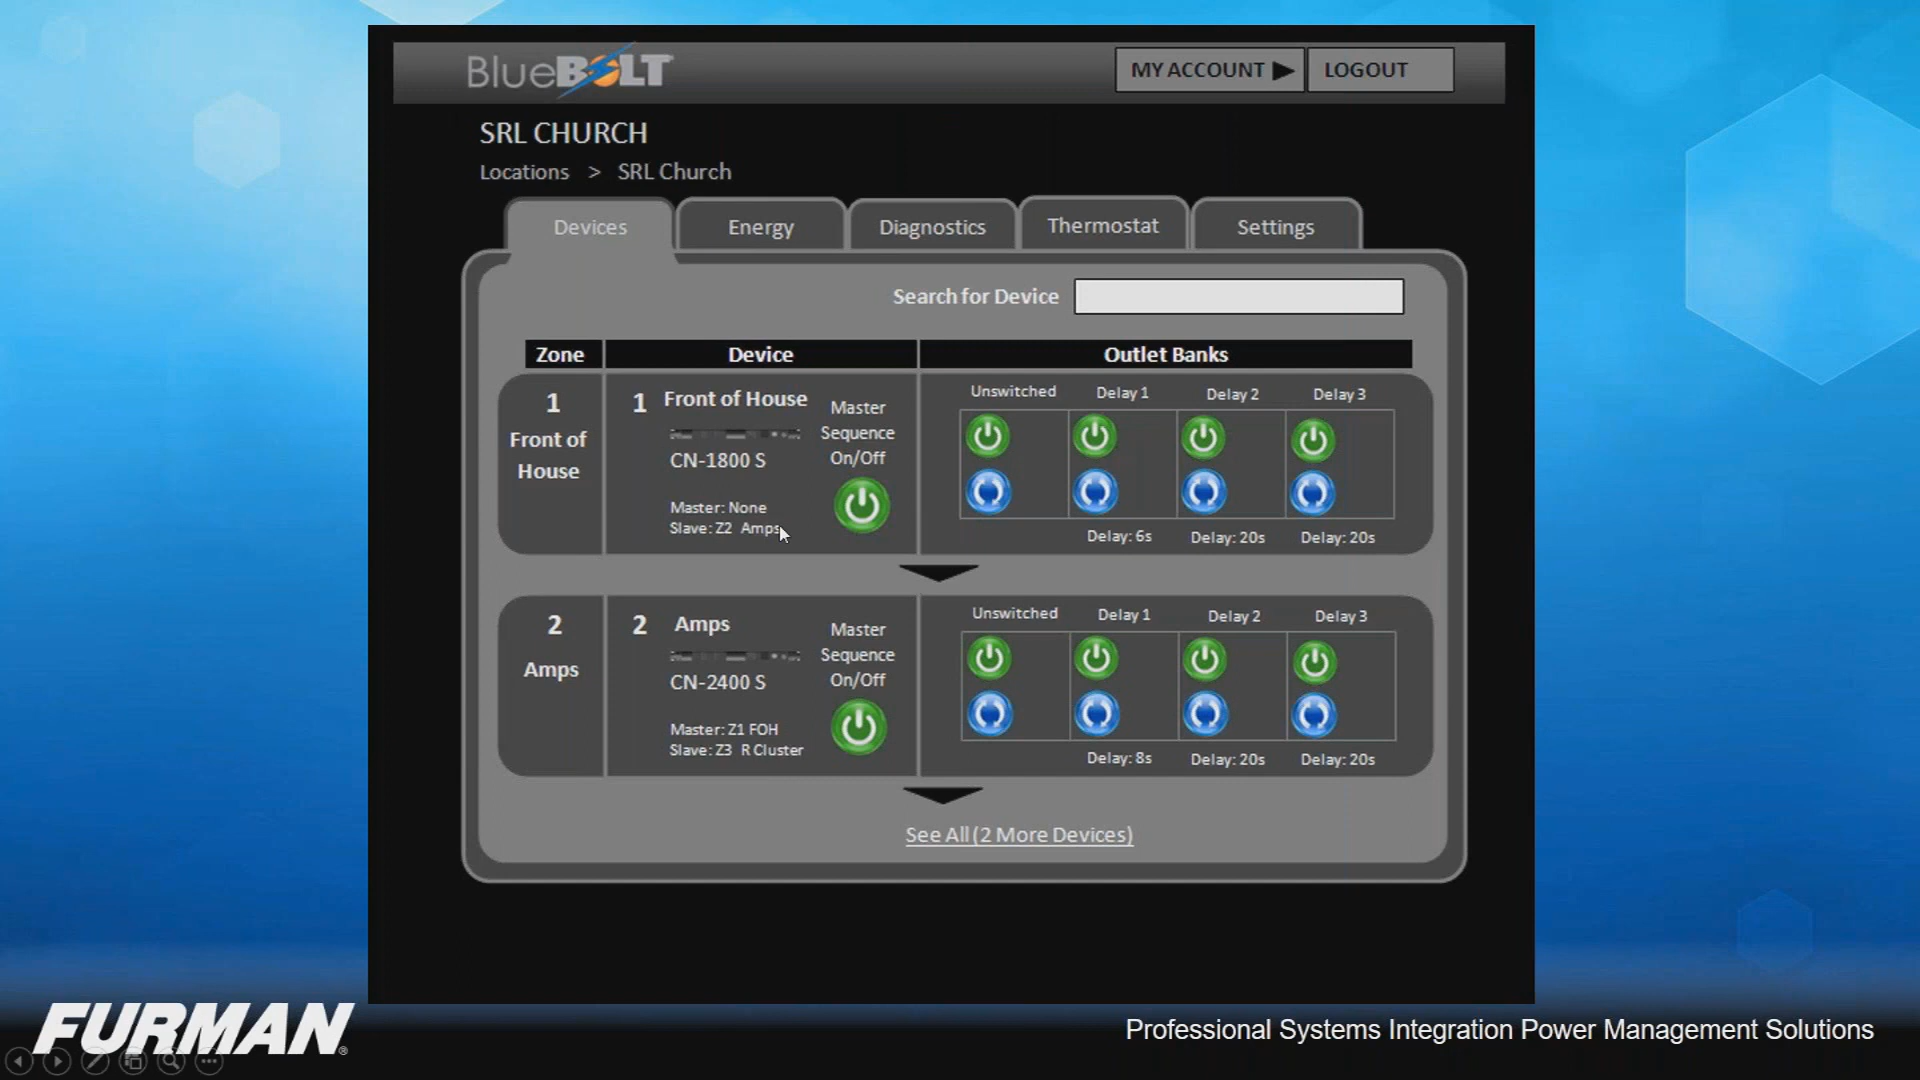 BlueBOLT
MY ACCOUNT
LOGOUT
SRL CHURCH
Locations > SRL Church
Devices
Energy
Diagnostics
Thermostat
Settings
Search for Device
Zone
Device
Outlet Banks
1
Front of
House
1 Front of House
CN-1800 S
Master: None
Slave: Z2 Amps
Master
Sequence
On/Off
Unswitched
Delay 1
Delay 2
Delay 3
Delay: 6s
Delay: 20s
Delay: 20s
2
Amps
2 Amps
CN-2400 S
Master: Z1 FOH
Slave: Z3 R Cluster
Master
Sequence
On/Off
Unswitched
Delay 1
Delay 2
Delay 3
Delay: 8s
Delay: 20s
Delay: 20s
See All (2 More Devices)
FURMAN®
Professional Systems Integration Power Management Solutions